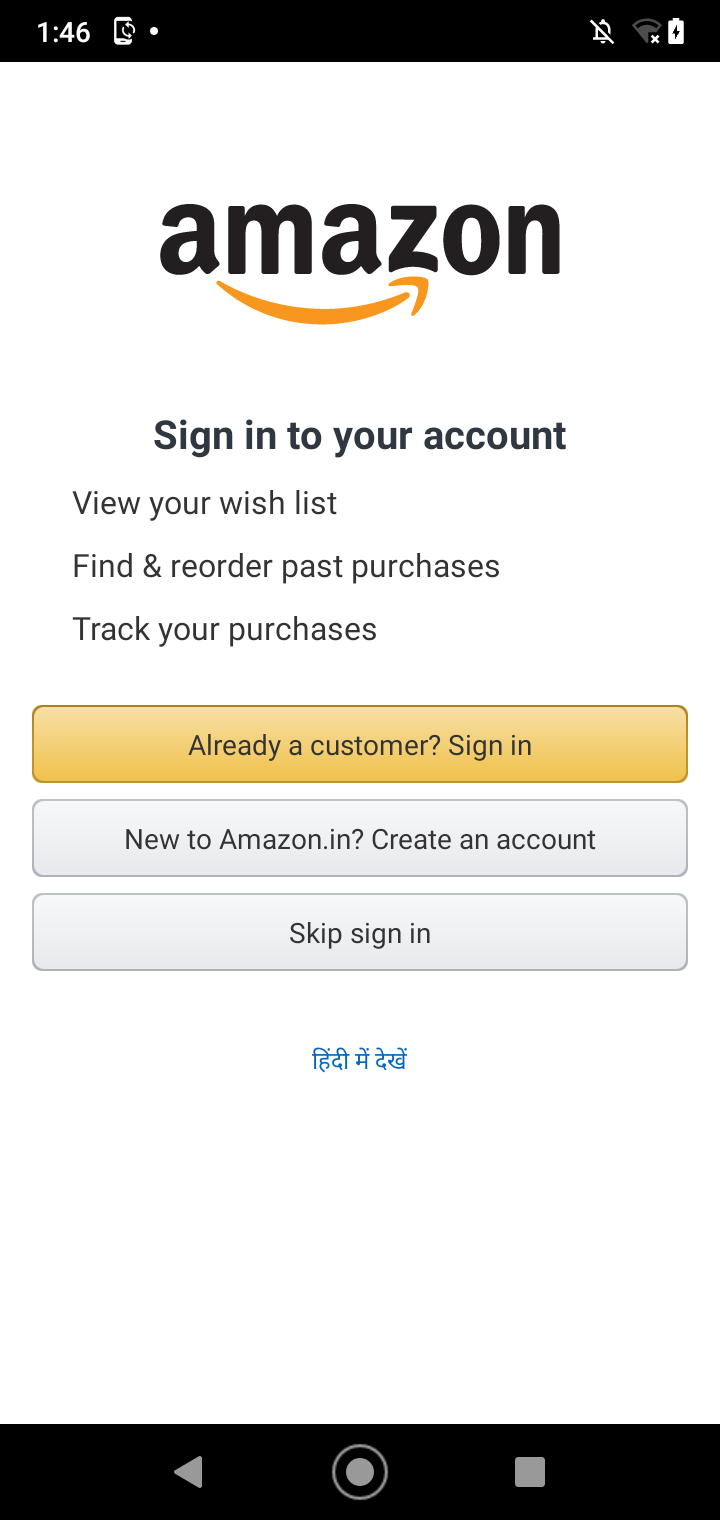 1:46
amazon
Sign in to your account
View your wish list
Find & reorder past purchases
Track your purchases
Already a customer? Sign in
New to Amazon.in? Create an account
Skip sign in
हिंदी में देखें